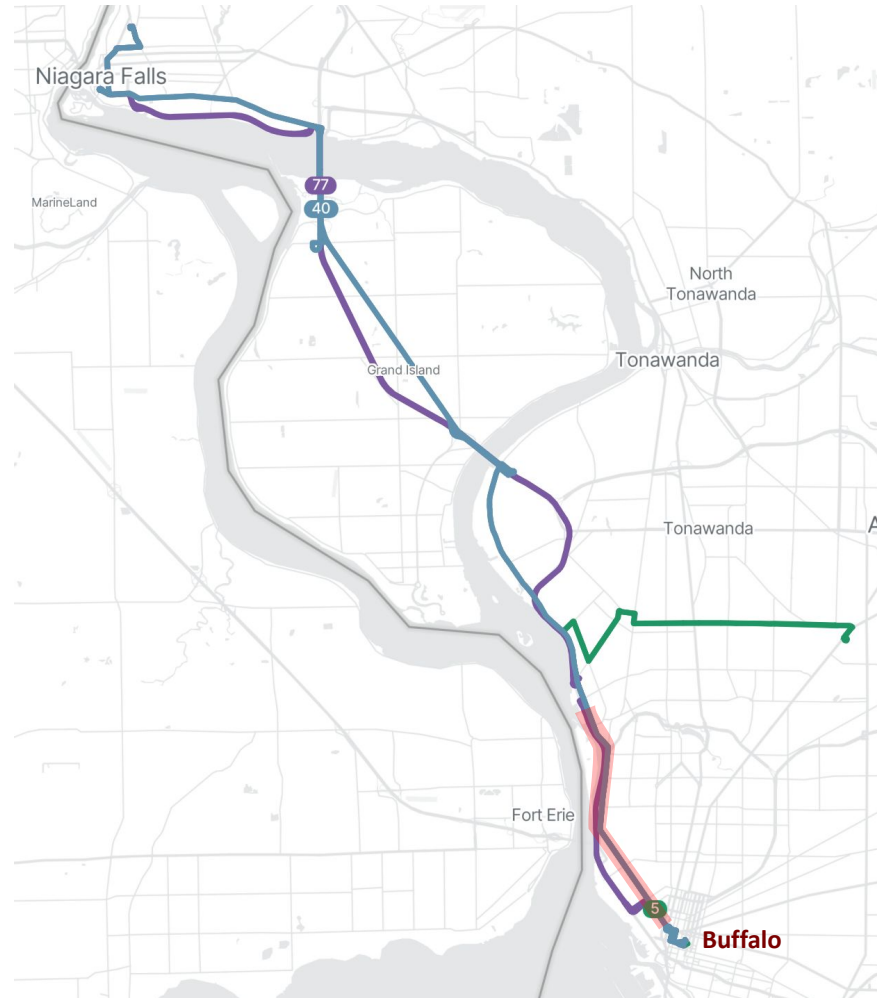 Niagara Falls
MarineLand
77
40
North
Tonawanda
Tonawanda
Grand Island
Tonawanda
A
Fort Erie
5
Buffalo